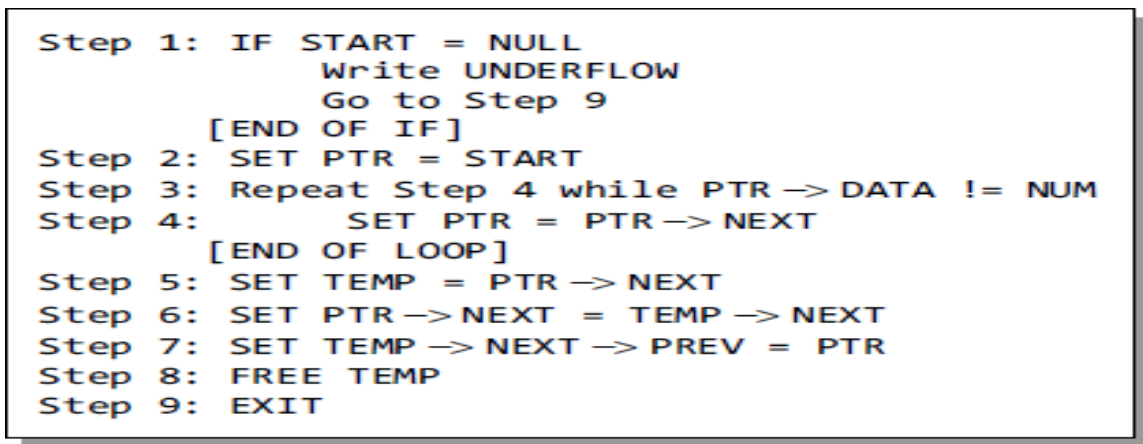 Step 1: IF START = NULL
Write UNDERFLOW
Go to Step 9
[END OF IF]
Step 2: SET PTR = START
Step 3: Repeat Step 4 while PTR —> DATA != NUM
Step 4: SET PTR = PTR —> NEXT
[END OF LOOP]
Step 5: SET TEMP = PTR —> NEXT
Step 6: SET PTR —> NEXT = TEMP —> NEXT
Step 7: SET TEMP —> NEXT —> PREV = PTR
Step 8: FREE TEMP
Step 9: EXIT